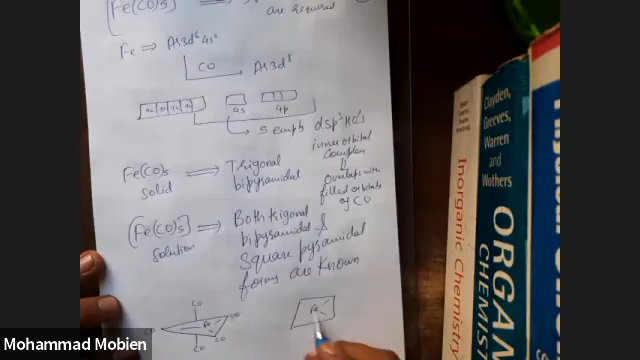 [Fe(CO)5] ⟹
are required
Fe ⟹ Ar3d⁶4s²
CO
Ar3d⁸
4s
4p
5 empty dsp³ HO's
inner orbital
complex
overlaps with
filled orbitals
of CO
Fe(CO)5 ⟹ Trigonal
solid
bipyramidal
[Fe(CO)5] ⟹ Both trigonal
solution
bipyramidal &
Square pyramidal
forms are known
CO
Fe
CO
CO
CO
CO
Fe
Mohammad Mobien
Inorganic Chemistry
Clayden,
Greeves,
Warren
and
Wothers
ORGANIC
CHEMISTRY